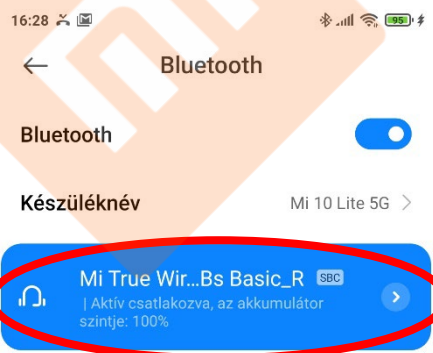 16:28
95
Bluetooth
Bluetooth
Készüléknév
Mi 10 Lite 5G
Mi True Wir...Bs Basic_R SBC
| Aktív csatlakozva, az akkumulátor
szintje: 100%